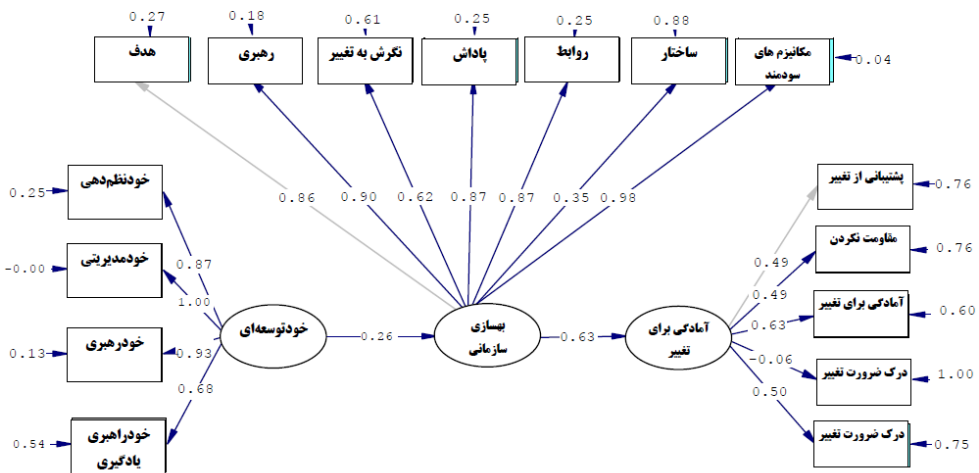 0.27 0.18 0.61 0.25 0.25 0.88
هدف
رهبری
نگرش به تغییر
پاداش
روابط
ساختار
مکانیزم های
سودمند
0.04
0.86 0.90 0.62 0.87 0.87 0.35 0.98
0.25
خودنظم‌دهی
0.87
-0.00
خودمدیریتی
1.00
0.13
خودرهبری
0.93
0.54
خودراهبری
یادگیری
0.68
خودتوسعه‌ای
0.26
بهسازی
سازمانی
0.63
آمادگی برای
تغییر
پشتیبانی از تغییر
0.76
0.49
مقاومت نکردن
0.76
0.49
آمادگی برای تغییر
0.60
0.63
درک ضرورت تغییر
1.00
-0.06
درک ضرورت تغییر
0.75
0.50